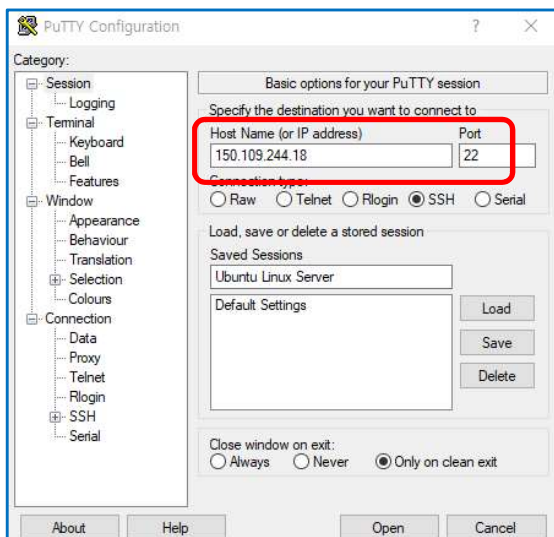 PuTTY Configuration ? ×
Category:
Session
Logging
Terminal
Keyboard
Bell
Features
Window
Appearance
Behaviour
Translation
Selection
Colours
Connection
Data
Proxy
Telnet
Rlogin
SSH
Serial
Basic options for your PuTTY session
Specify the destination you want to connect to
Host Name (or IP address) Port
150.109.244.18 22
Connection type:
Raw Telnet Rlogin SSH Serial
Load, save or delete a stored session
Saved Sessions
Ubuntu Linux Server
Default Settings
Load
Save
Delete
Close window on exit:
Always Never Only on clean exit
About Help Open Cancel